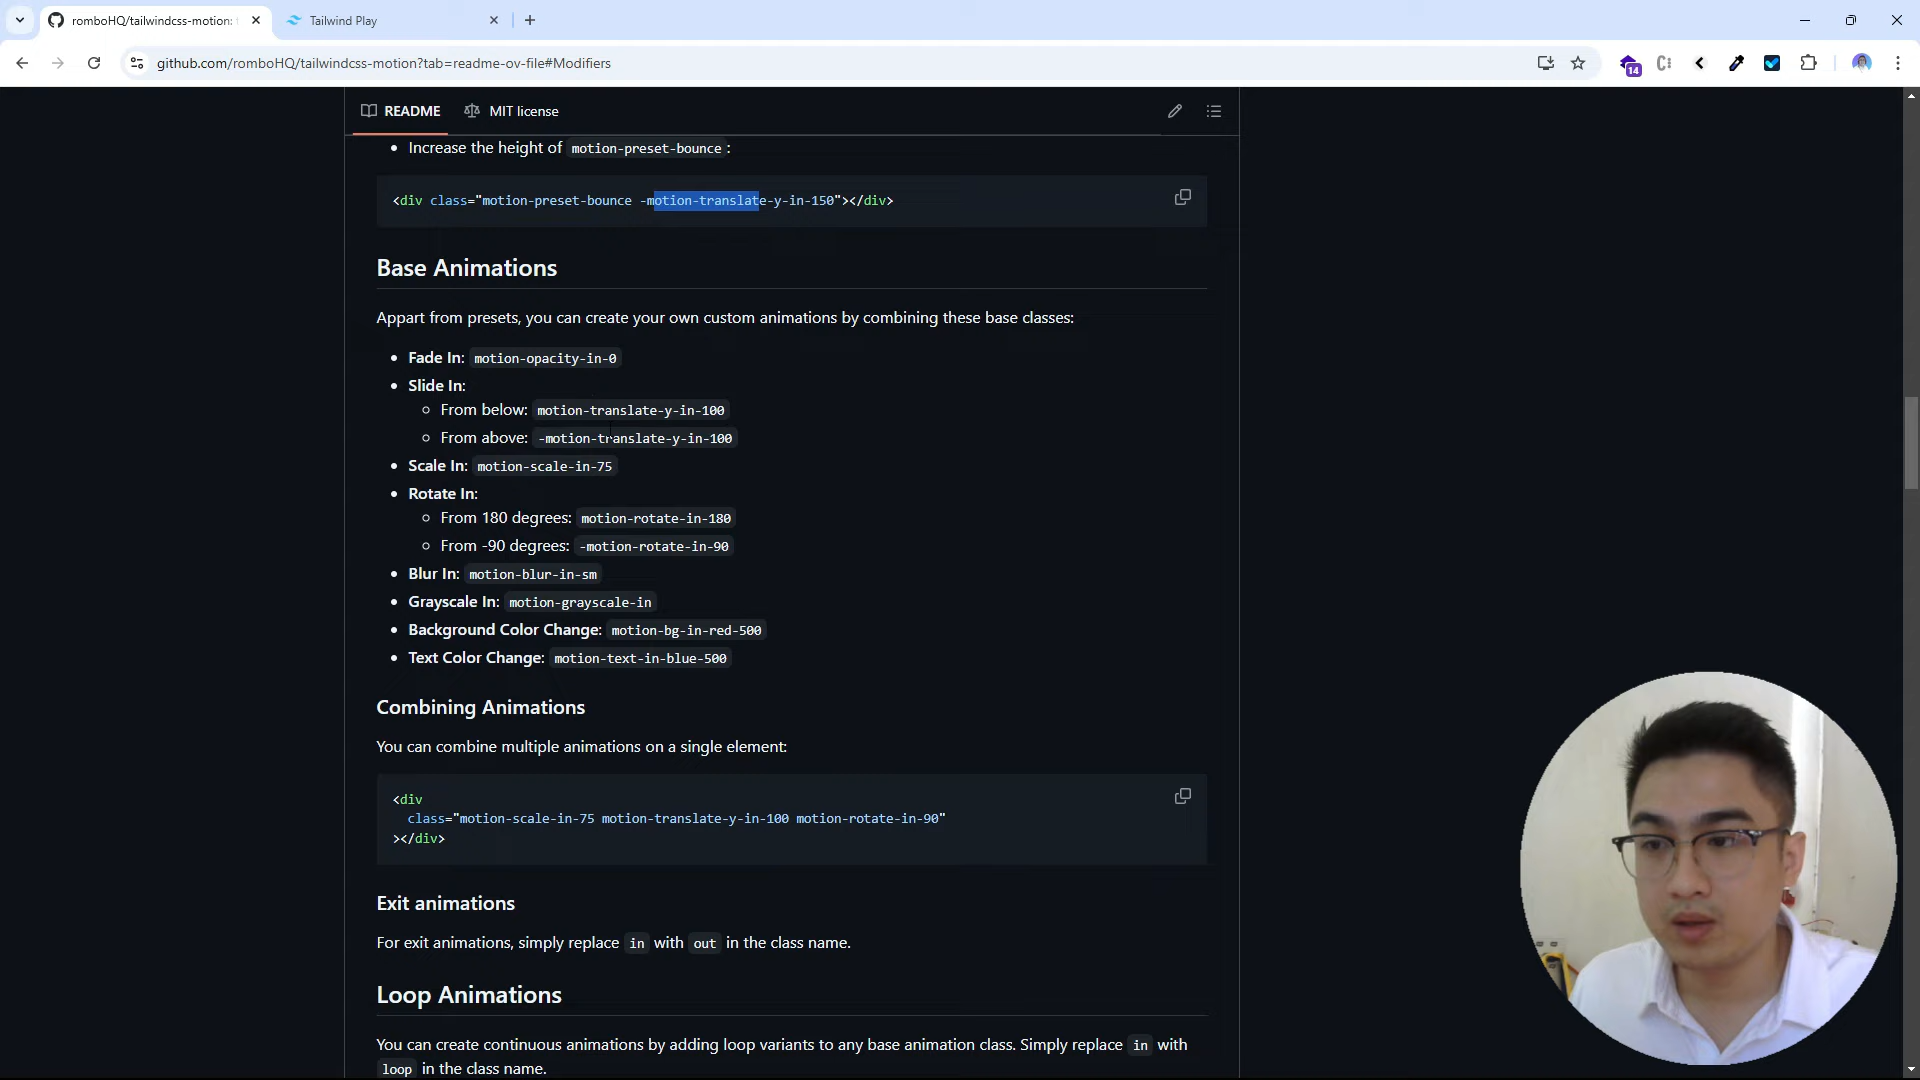 romboHQ/tailwindcss-motion:
Tailwind Play
github.com/romboHQ/tailwindcss-motion?tab=readme-ov-file#Modifiers
14
README
MIT license
Increase the height of motion-preset-bounce :
<div class="motion-preset-bounce -motion-translate-y-in-150"></div>
Base Animations
Appart from presets, you can create your own custom animations by combining these base classes:
Fade In: motion-opacity-in-0
Slide In:
From below: motion-translate-y-in-100
From above: -motion-translate-y-in-100
Scale In: motion-scale-in-75
Rotate In:
From 180 degrees: motion-rotate-in-180
From -90 degrees: -motion-rotate-in-90
Blur In: motion-blur-in-sm
Grayscale In: motion-grayscale-in
Background Color Change: motion-bg-in-red-500
Text Color Change: motion-text-in-blue-500
Combining Animations
You can combine multiple animations on a single element:
<div
class="motion-scale-in-75 motion-translate-y-in-100 motion-rotate-in-90"
></div>
Exit animations
For exit animations, simply replace in with out in the class name.
Loop Animations
You can create continuous animations by adding loop variants to any base animation class. Simply replace in with
loop in the class name.